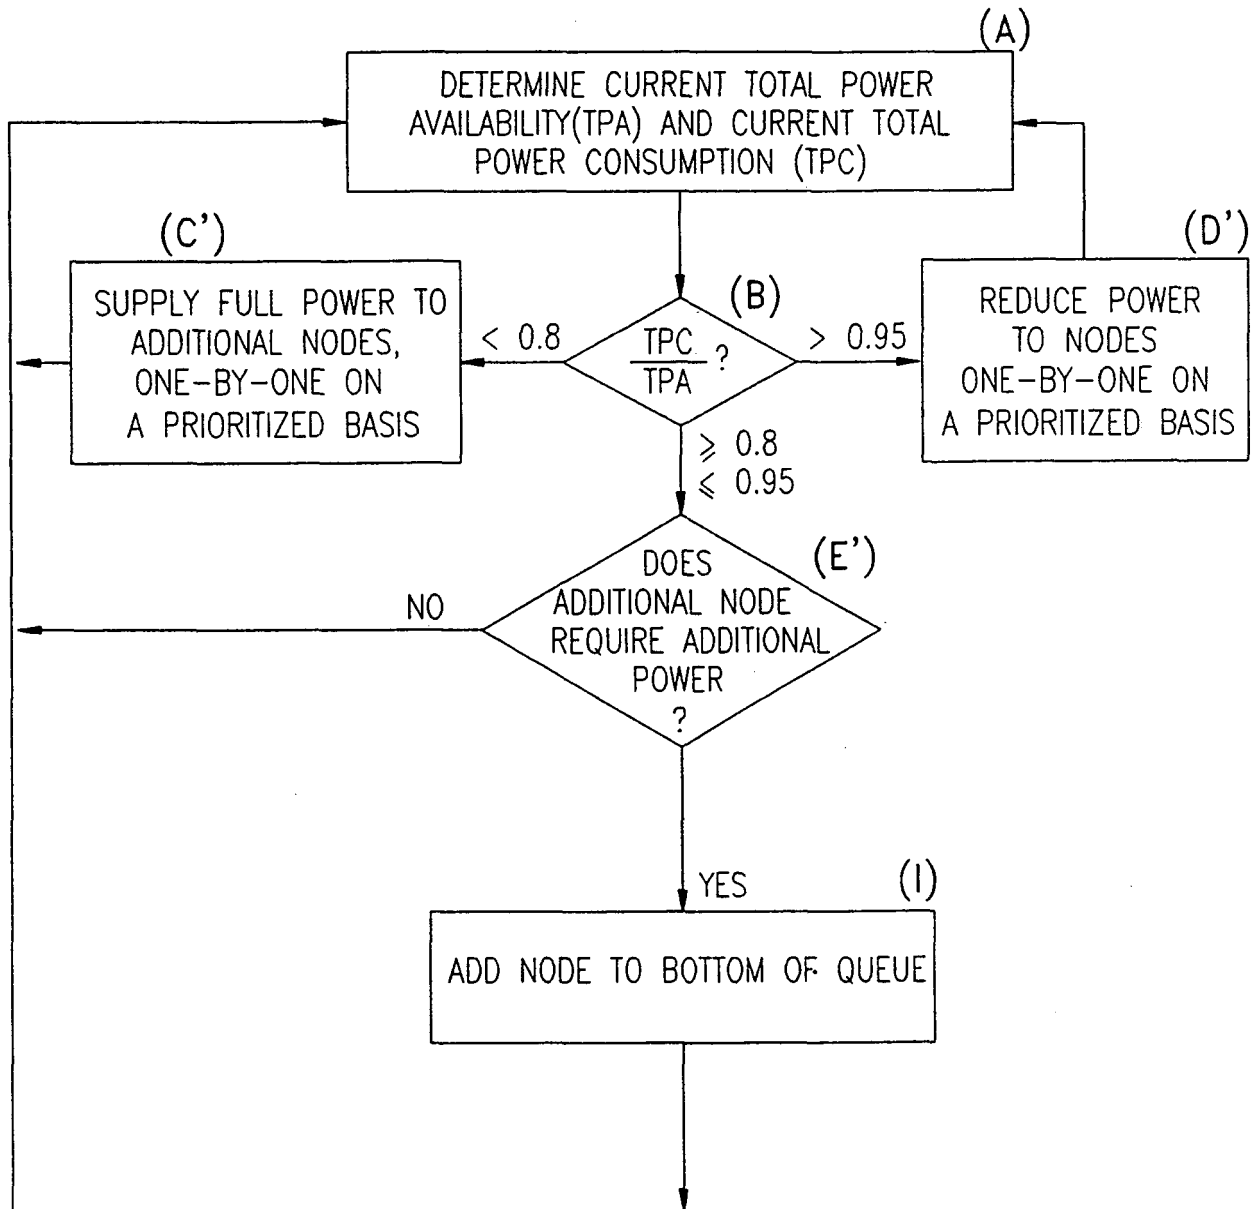 (A)
DETERMINE CURRENT TOTAL POWER
AVAILABILITY(TPA) AND CURRENT TOTAL
POWER CONSUMPTION (TPC)
(C')
SUPPLY FULL POWER TO
ADDITIONAL NODES,
ONE-BY-ONE ON
A PRIORITIZED BASIS
< 0.8
(B)
TPC
TPA
?
> 0.95
(D')
REDUCE POWER
TO NODES
ONE-BY-ONE ON
A PRIORITIZED BASIS
⩾ 0.8
⩽ 0.95
(E')
DOES
ADDITIONAL NODE
REQUIRE ADDITIONAL
POWER
?
NO
YES
(I)
ADD NODE TO BOTTOM OF QUEUE